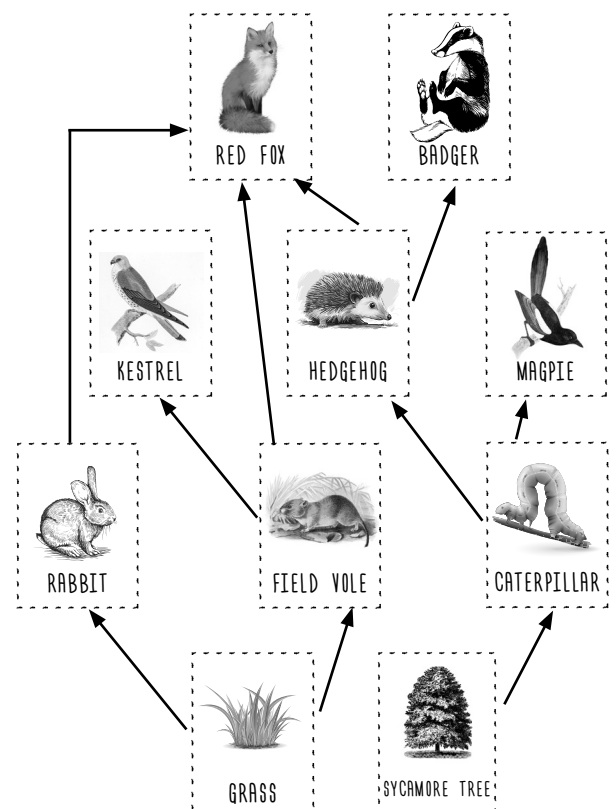 RED FOX
BADGER
KESTREL
HEDGEHOG
MAGPIE
RABBIT
FIELD VOLE
CATERPILLAR
GRASS
SYCAMORE TREE